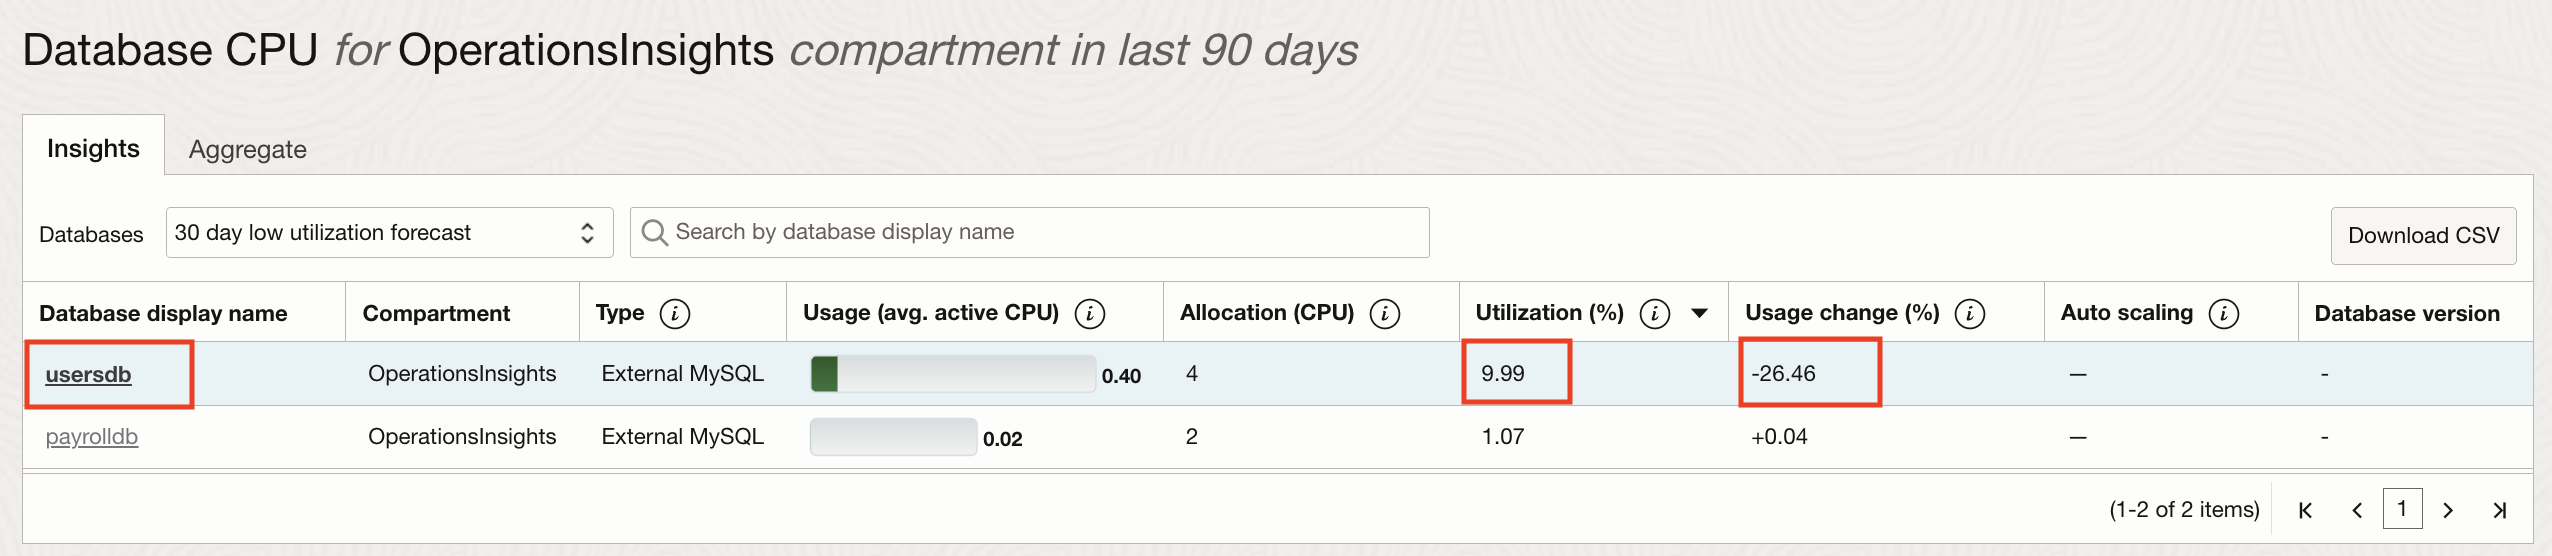 Database CPU for OperationsInsights compartment in last 90 days
Insights Aggregate
Databases 30 day low utilization forecast Search by database display name Download CSV
Database display name Compartment Type i Usage (avg. active CPU) i Allocation (CPU) i Utilization (%) i Usage change (%) i Auto scaling i Database version
usersdb OperationsInsights External MySQL 0.40 4 9.99 -26.46 — -
payrolldb OperationsInsights External MySQL 0.02 2 1.07 +0.04 — -
(1-2 of 2 items) 1